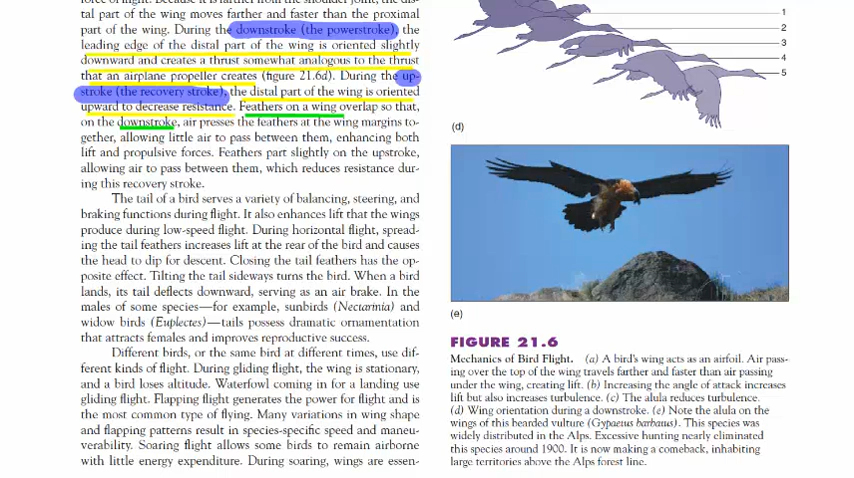 tal part of the wing moves farther and faster than the proximal
part of the wing. During the downstroke (the powerstroke), the
leading edge of the distal part of the wing is oriented slightly
downward and creates a thrust somewhat analogous to the thrust
that an airplane propeller creates (figure 21.6d). During the up-
stroke (the recovery stroke), the distal part of the wing is oriented
upward to decrease resistance. Feathers on a wing overlap so that,
on the downstroke, air presses the feathers at the wing margins to-
gether, allowing little air to pass between them, enhancing both
lift and propulsive forces. Feathers part slightly on the upstroke,
allowing air to pass between them, which reduces resistance dur-
ing this recovery stroke.
The tail of a bird serves a variety of balancing, steering, and
braking functions during flight. It also enhances lift that the wings
produce during low-speed flight. During horizontal flight, spread-
ing the tail feathers increases lift at the rear of the bird and causes
the head to dip for descent. Closing the tail feathers has the op-
posite effect. Tilting the tail sideways turns the bird. When a bird
lands, its tail deflects downward, serving as an air brake. In the
males of some species—for example, sunbirds (Nectarinia) and
widow birds (Euplectes)—tails possess dramatic ornamentation
that attracts females and improves reproductive success.
Different birds, or the same bird at different times, use dif-
ferent kinds of flight. During gliding flight, the wing is stationary,
and a bird loses altitude. Waterfowl coming in for a landing use
gliding flight. Flapping flight generates the power for flight and is
the most common type of flying. Many variations in wing shape
and flapping patterns result in species-specific speed and maneu-
verability. Soaring flight allows some birds to remain airborne
with little energy expenditure. During soaring, wings are essen-
1
2
3
4
5
(d)
(e)
FIGURE 21.6
Mechanics of Bird Flight. (a) A bird's wing acts as an airfoil. Air pass-
ing over the top of the wing travels farther and faster than air passing
under the wing, creating lift. (b) Increasing the angle of attack increases
lift but also increases turbulence. (c) The alula reduces turbulence.
(d) Wing orientation during a downstroke. (e) Note the alula on the
wings of this bearded vulture (Gypaetus barbatus). This species was
widely distributed in the Alps. Excessive hunting nearly eliminated
this species around 1900. It is now making a comeback, inhabiting
large territories above the Alps forest line.